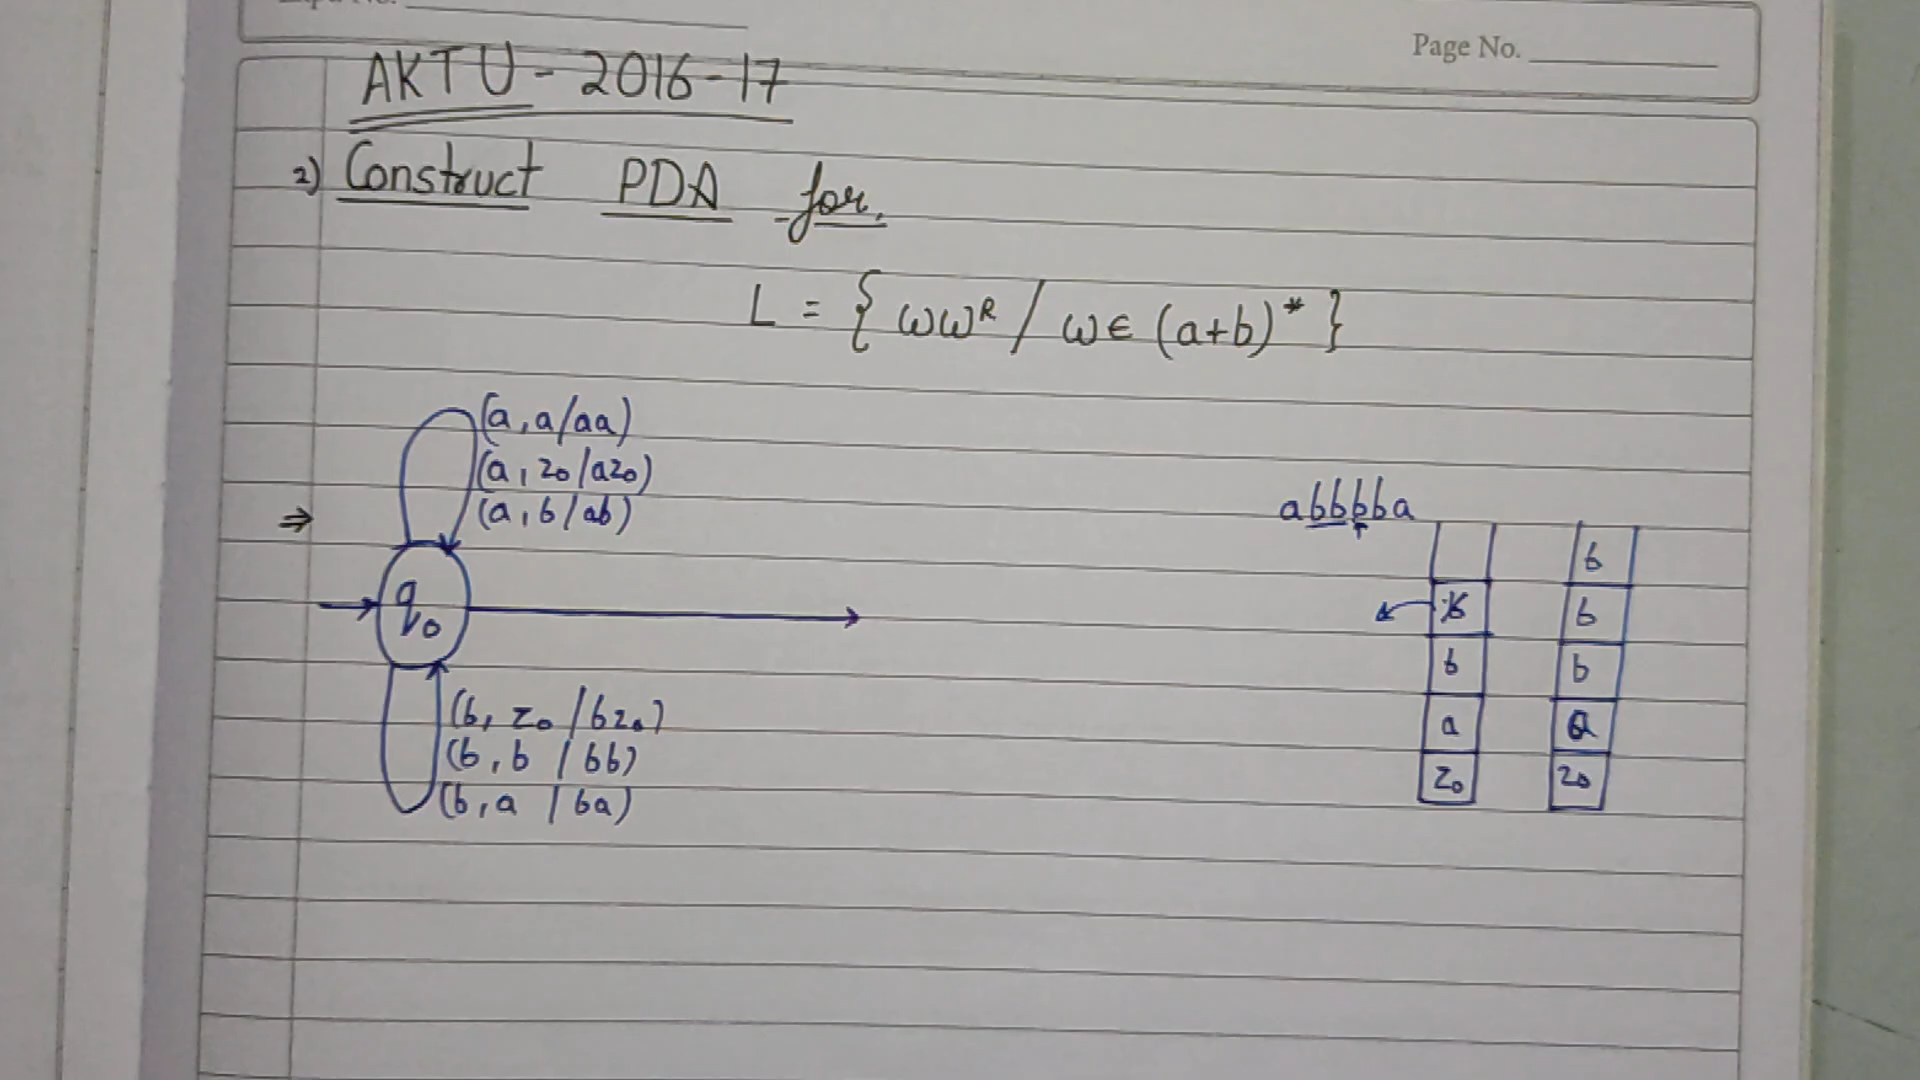 Page No.
AKTU - 2016-17
2) Construct PDA for.
L = { ωω^R / ω ∈ (a+b)* }
(a, a/aa)
(a, z₀/az₀)
(a, b/ab)
⇒
q₀
(b, z₀/bz₀)
(b, b/bb)
(b, a/ba)
abbbba
b
b
a
z₀
b
b
b
a
z₀